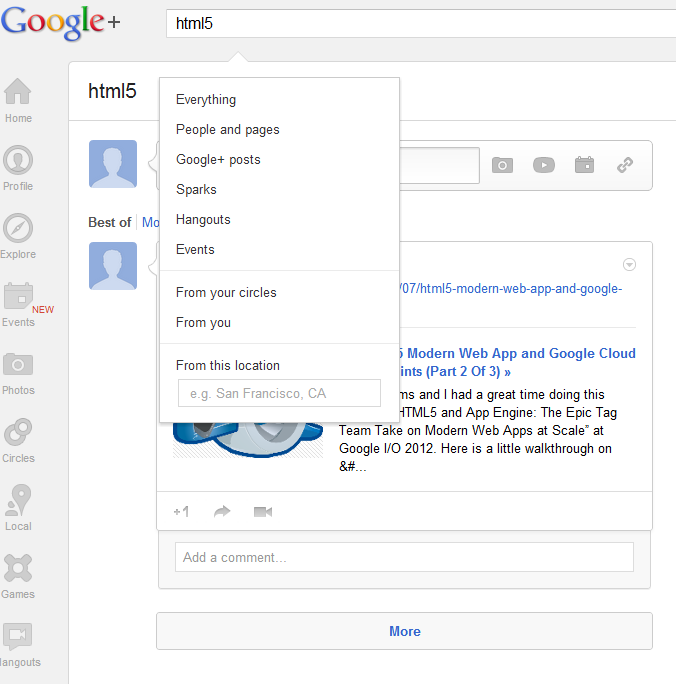 Google+
html5
html5
Home
Profile
Explore
Events
NEW
Photos
Circles
Local
Games
Hangouts
Everything
People and pages
Google+ posts
Sparks
Hangouts
Events
From your circles
From you
From this location
e.g. San Francisco, CA
Best of
Mo
/07/html5-modern-web-app-and-google-
5 Modern Web App and Google Cloud
ints (Part 2 Of 3) »
ms and I had a great time doing this
HTML5 and App Engine: The Epic Tag
Team Take on Modern Web Apps at Scale” at
Google I/O 2012. Here is a little walkthrough on
&#...
+1
Add a comment...
More